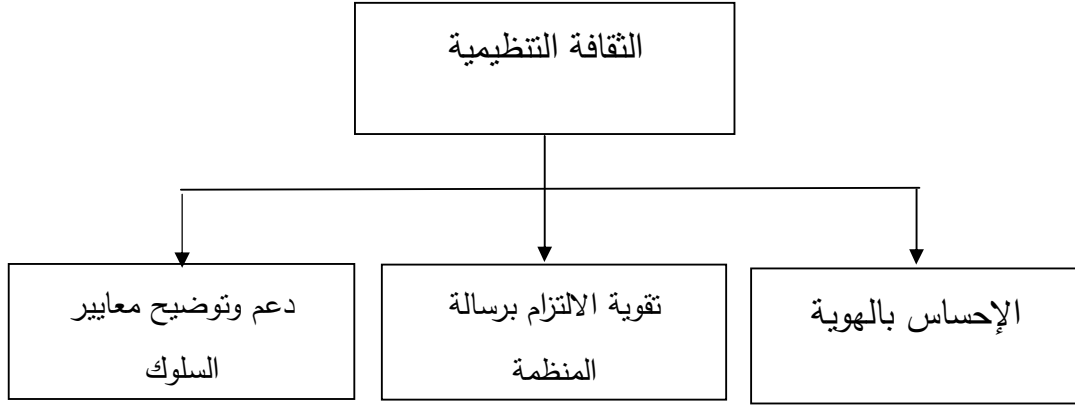 الثقافة التنظيمية
الإحساس بالهوية
تقوية الالتزام برسالة
المنظمة
دعم وتوضيح معايير
السلوك